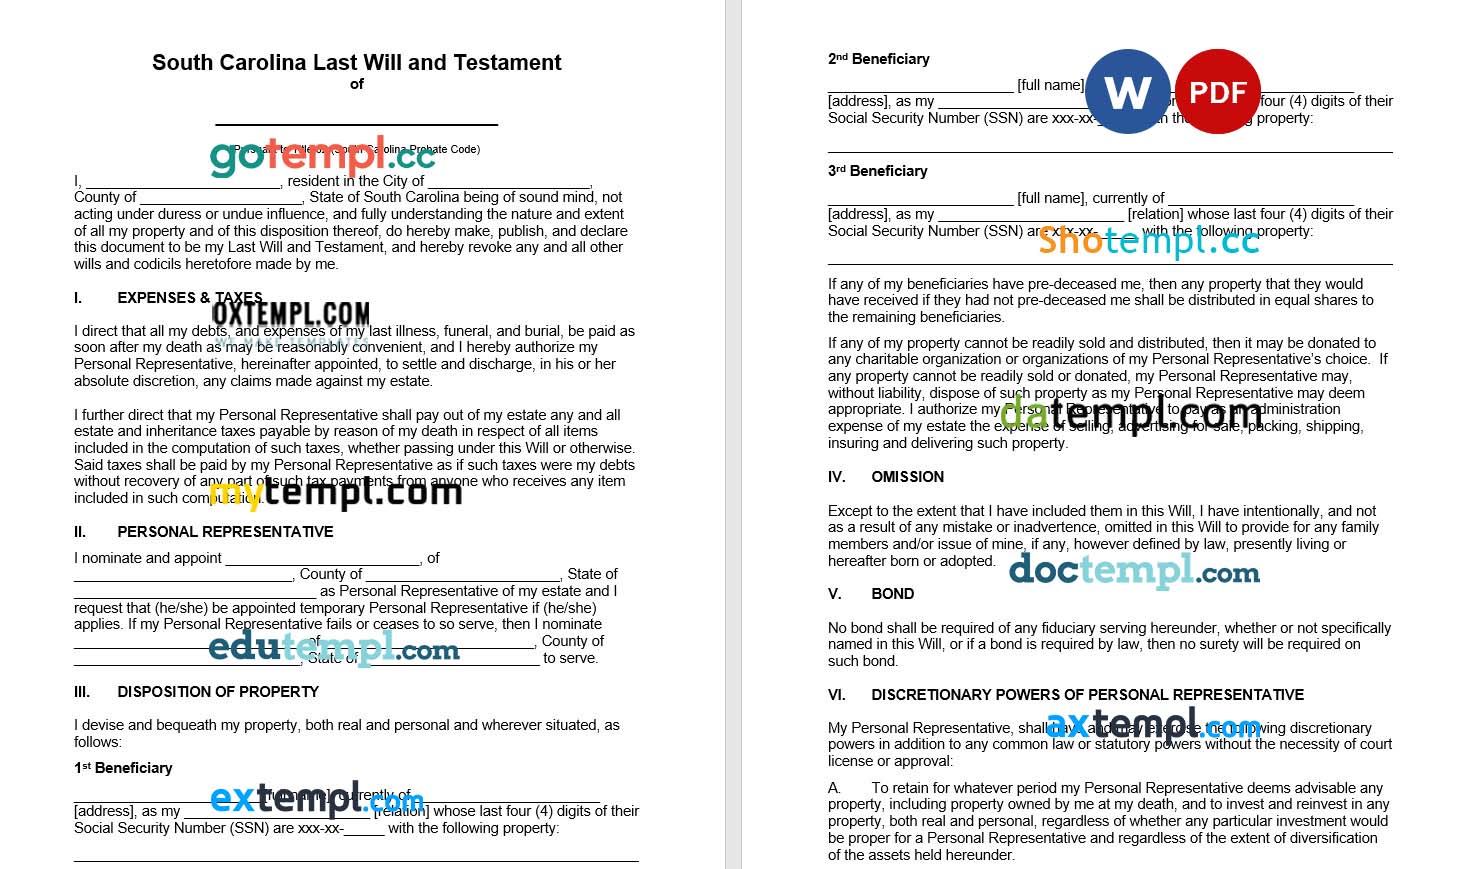 South Carolina Last Will and Testament
of
(Pursuant to Title 62 (South Carolina Probate Code)
gotempl.cc
I, ________________________, resident in the City of ____________________,
County of ____________________, State of South Carolina being of sound mind, not
acting under duress or undue influence, and fully understanding the nature and extent
of all my property and of this disposition thereof, do hereby make, publish, and declare
this document to be my Last Will and Testament, and hereby revoke any and all other
wills and codicils heretofore made by me.
I. EXPENSES & TAXES
OXTEMPL.COM
WE MAKE TEMPLATES
I direct that all my debts, and expenses of my last illness, funeral, and burial, be paid as
soon after my death as may be reasonably convenient, and I hereby authorize my
Personal Representative, hereinafter appointed, to settle and discharge, in his or her
absolute discretion, any claims made against my estate.
I further direct that my Personal Representative shall pay out of my estate any and all
estate and inheritance taxes payable by reason of my death in respect of all items
included in the computation of such taxes, whether passing under this Will or otherwise.
Said taxes shall be paid by my Personal Representative as if such taxes were my debts
without recovery of any part of such tax payments from anyone who receives any item
included in such computation.
mytempl.com
II. PERSONAL REPRESENTATIVE
I nominate and appoint ________________________, of
___________________________, County of ________________________, State of
______________________________ as Personal Representative of my estate and I
request that (he/she) be appointed temporary Personal Representative if (he/she)
applies. If my Personal Representative fails or ceases to so serve, then I nominate
____________________________ of __________________________, County of
____________________________, State of _____________________ to serve.
edutempl.com
III. DISPOSITION OF PROPERTY
I devise and bequeath my property, both real and personal and wherever situated, as
follows:
1st Beneficiary
_______________________ [full name], currently of _______________________
extempl.com
[address], as my _______________________ [relation] whose last four (4) digits of their
Social Security Number (SSN) are xxx-xx-_____ with the following property:
2nd Beneficiary
W PDF
_______________________ [full name], _______________________
[address], as my _______________________ four (4) digits of their
Social Security Number (SSN) are xxx-xx-_____ with the property:
3rd Beneficiary
_______________________ [full name], currently of _______________________
[address], as my _______________________ [relation] whose last four (4) digits of their
Social Security Number (SSN) are xxx-xx-_____ with the following property:
Shotempl.cc
If any of my beneficiaries have pre-deceased me, then any property that they would
have received if they had not pre-deceased me shall be distributed in equal shares to
the remaining beneficiaries.
If any of my property cannot be readily sold and distributed, then it may be donated to
any charitable organization or organizations of my Personal Representative's choice. If
any property cannot be readily sold or donated, my Personal Representative may,
without liability, dispose of such property as my Personal Representative may deem
appropriate. I authorize my Personal Representative to pay as an administration
expense of my estate the expense of selling, advertising for sale, packing, shipping,
insuring and delivering such property.
datempl.com
IV. OMISSION
Except to the extent that I have included them in this Will, I have intentionally, and not
as a result of any mistake or inadvertence, omitted in this Will to provide for any family
members and/or issue of mine, if any, however defined by law, presently living or
hereafter born or adopted.
doctempl.com
V. BOND
No bond shall be required of any fiduciary serving hereunder, whether or not specifically
named in this Will, or if a bond is required by law, then no surety will be required on
such bond.
VI. DISCRETIONARY POWERS OF PERSONAL REPRESENTATIVE
My Personal Representative, shall have and may exercise the following discretionary
axtempl.com
powers in addition to any common law or statutory powers without the necessity of court
license or approval:
A. To retain for whatever period my Personal Representative deems advisable any
property, including property owned by me at my death, and to invest and reinvest in any
property, both real and personal, regardless of whether any particular investment would
be proper for a Personal Representative and regardless of the extent of diversification
of the assets held hereunder.